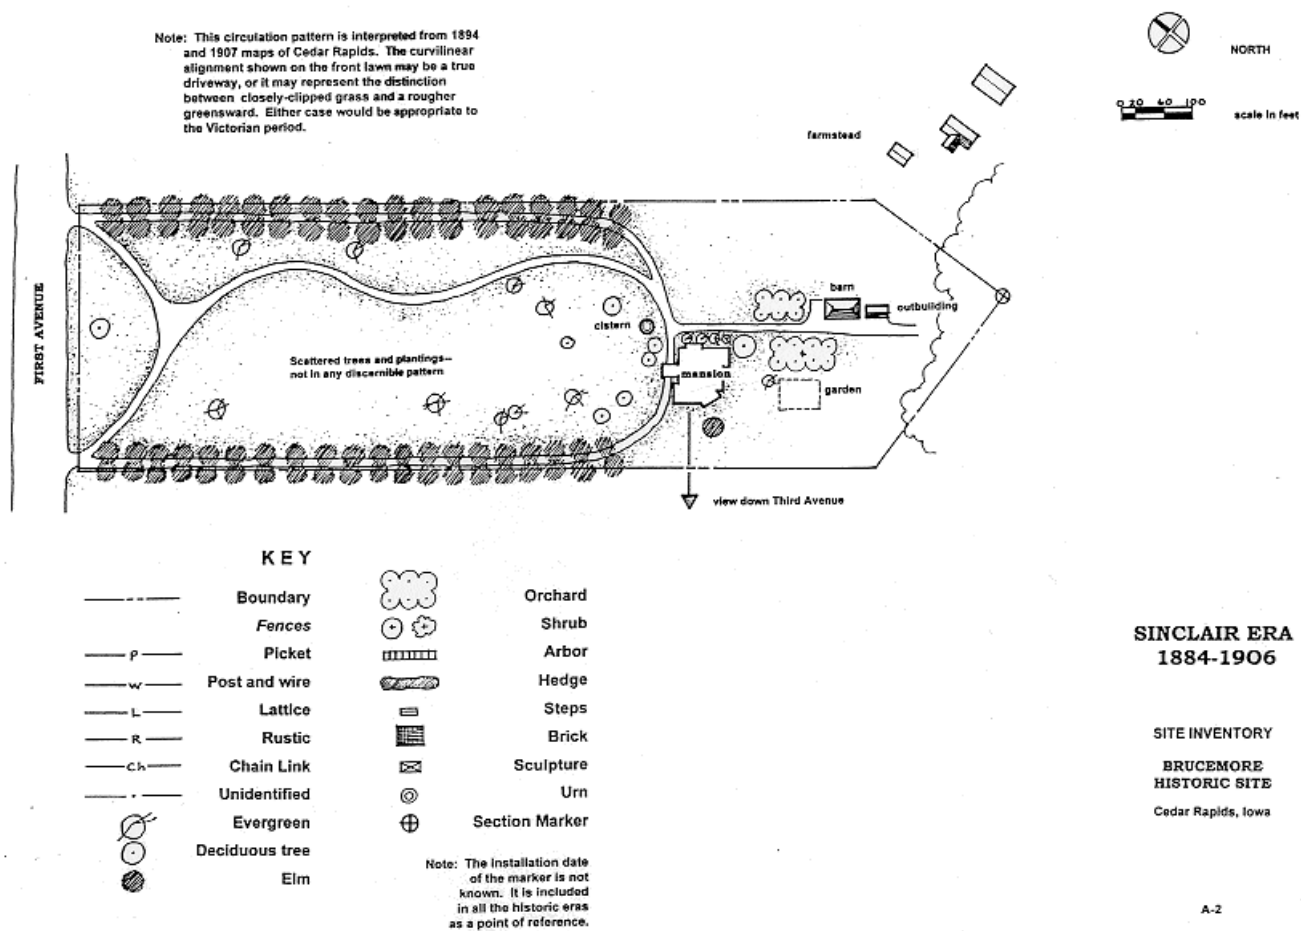 Note: This circulation pattern is interpreted from 1894
and 1907 maps of Cedar Rapids. The curvilinear
alignment shown on the front lawn may be a true
driveway, or it may represent the distinction
between closely-clipped grass and a rougher
greensward. Either case would be appropriate to
the Victorian period.
NORTH
0 20 60 100
scale in feet
farmstead
FIRST AVENUE
barn
outbuilding
cistern
Scattered trees and plantings--
not in any discernible pattern
mansion
garden
view down Third Avenue
KEY
Boundary
Fences
P Picket
W Post and wire
L Lattice
R Rustic
Ch Chain Link
Unidentified
Evergreen
Deciduous tree
Elm
Orchard
Shrub
Arbor
Hedge
Steps
Brick
Sculpture
Urn
Section Marker
Note: The installation date
of the marker is not
known. It is included
in all the historic eras
as a point of reference.
SINCLAIR ERA
1884-1906
SITE INVENTORY
BRUCEMORE
HISTORIC SITE
Cedar Rapids, Iowa
A-2